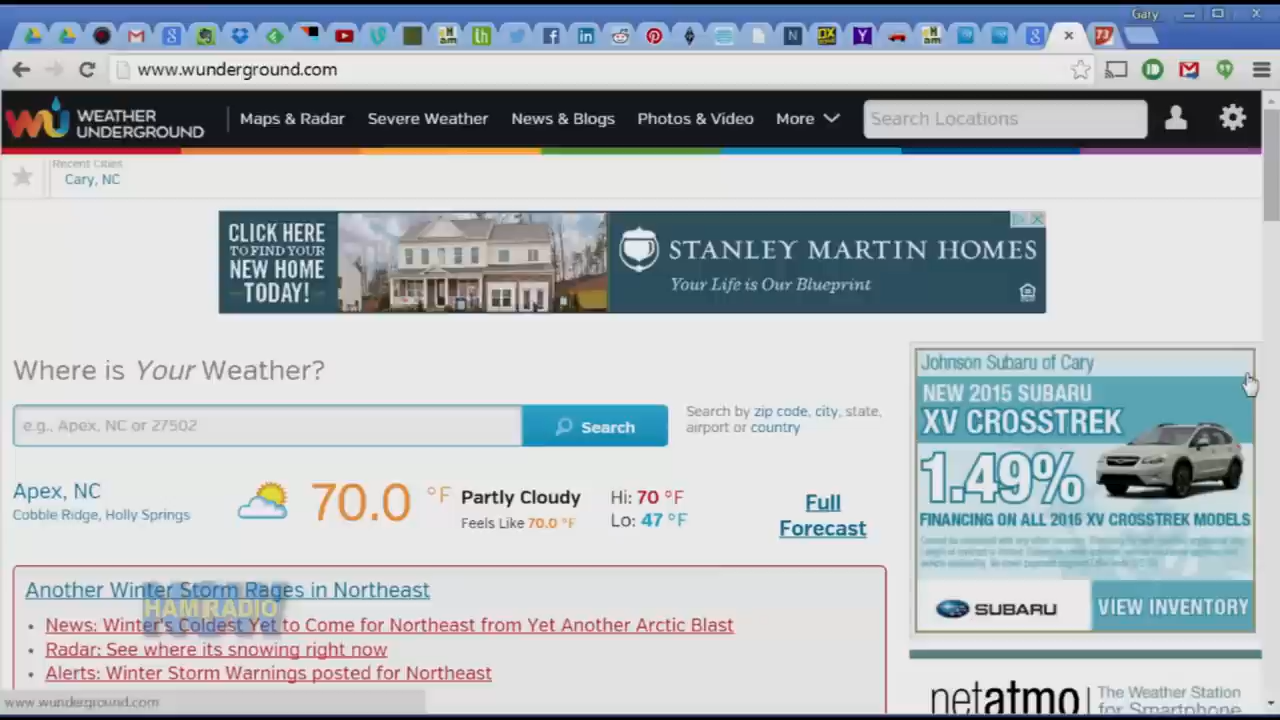 Gary
www.wunderground.com
WEATHER
UNDERGROUND
Maps & Radar
Severe Weather
News & Blogs
Photos & Video
More
Search Locations
Recent Cities
Cary, NC
CLICK HERE
TO FIND YOUR
NEW HOME
TODAY!
STANLEY MARTIN HOMES
Your Life is Our Blueprint
Where is Your Weather?
e.g., Apex, NC or 27502
Search
Search by zip code, city, state,
airport or country
Johnson Subaru of Cary
NEW 2015 SUBARU
XV CROSSTREK
1.49%
FINANCING ON ALL 2015 XV CROSSTREK MODELS
SUBARU
VIEW INVENTORY
Apex, NC
Cobble Ridge, Holly Springs
70.0 °F
Partly Cloudy
Feels Like 70.0 °F
Hi: 70 °F
Lo: 47 °F
Full
Forecast
Another Winter Storm Rages in Northeast
HAM RADIO
NOW
• News: Winter's Coldest Yet to Come for Northeast from Yet Another Arctic Blast
• Radar: See where its snowing right now
• Alerts: Winter Storm Warnings posted for Northeast
netatmo
The Weather Station
for Smartphone
www.wunderground.com